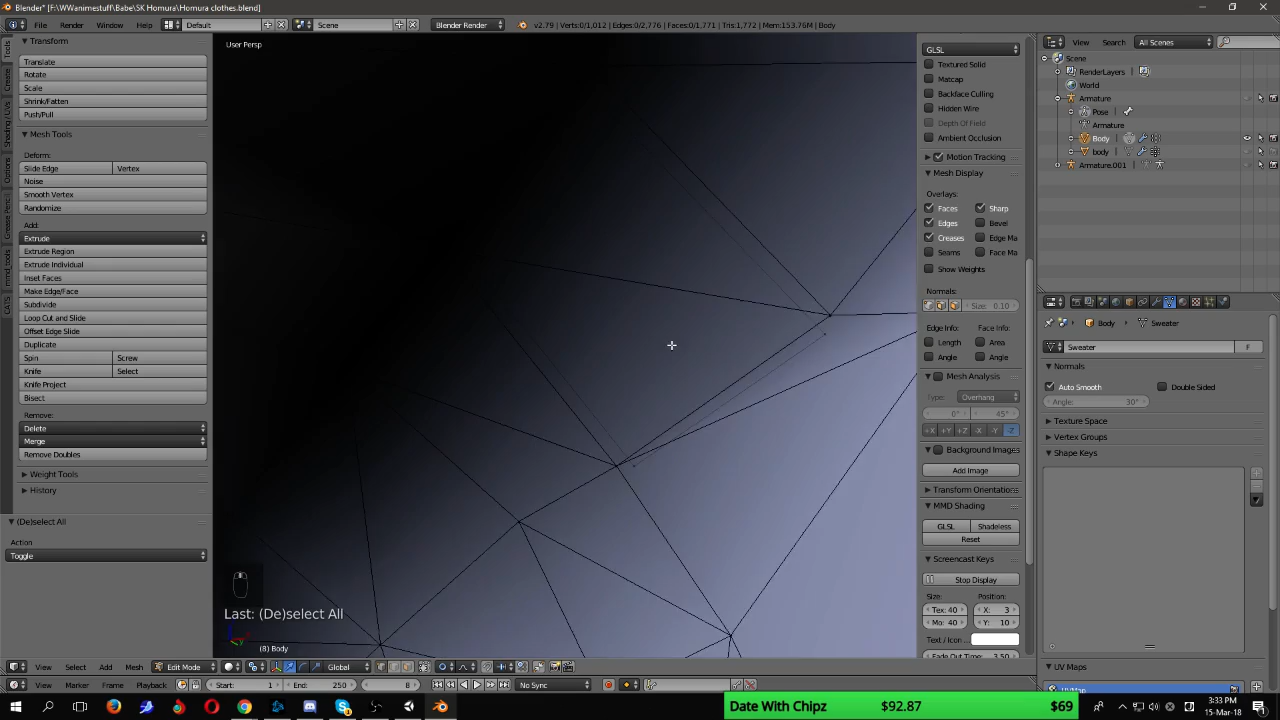 Blender* [F:\WWanimestuff\Babe\SK Homura\Homura clothes.blend]
File Render Window Help Default Scene Blender Render v2.79 | Verts:0/1,012 | Edges:0/2,776 | Faces:0/1,771 | Tris:1,772 | Mem:153.76M | Body
Tools
Create
Shading / UVs
Options
Grease Pencil
mmd_tools
CATS
Transform
Translate
Rotate
Scale
Shrink/Fatten
Push/Pull
Mesh Tools
Deform:
Slide Edge Vertex
Noise
Smooth Vertex
Randomize
Add:
Extrude
Extrude Region
Extrude Individual
Inset Faces
Make Edge/Face
Subdivide
Loop Cut and Slide
Offset Edge Slide
Duplicate
Spin Screw
Knife Select
Knife Project
Bisect
Remove:
Delete
Merge
Remove Doubles
Weight Tools
History
(De)select All
Action
Toggle
User Persp
Last: (De)select All
(8) Body
GLSL
Textured Solid
Matcap
Backface Culling
Hidden Wire
Depth Of Field
Ambient Occlusion
Motion Tracking
Mesh Display
Overlays:
Faces Sharp
Edges Bevel
Creases Edge Ma
Seams Face Ma
Show Weights
Normals:
Size: 0.10
Edge Info: Face Info:
Length Area
Angle Angle
Mesh Analysis
Type: Overhang
0° 45°
+X +Y +Z -X -Y -Z
Background Images
Add Image
Transform Orientations
MMD Shading
GLSL Shadeless
Reset
Screencast Keys
Stop Display
Size: Position:
Tex: 40 X: 3
Mo: 40 Y: 10
Text / Icon
Fade Out Time: 3.50
View Search All Scenes
Scene
RenderLayers
World
Armature
Pose
Armature
Body
body
Armature.001
Body Sweater
Sweater F
Normals
Auto Smooth Double Sided
Angle: 30°
Texture Space
Vertex Groups
Shape Keys
UV Maps
UVMap
View Select Add Mesh Edit Mode Global
View Marker Frame Playback Start: 1 End: 250 8 No Sync
Date With Chipz $92.87 $69
3:33 PM
15-Mar-18